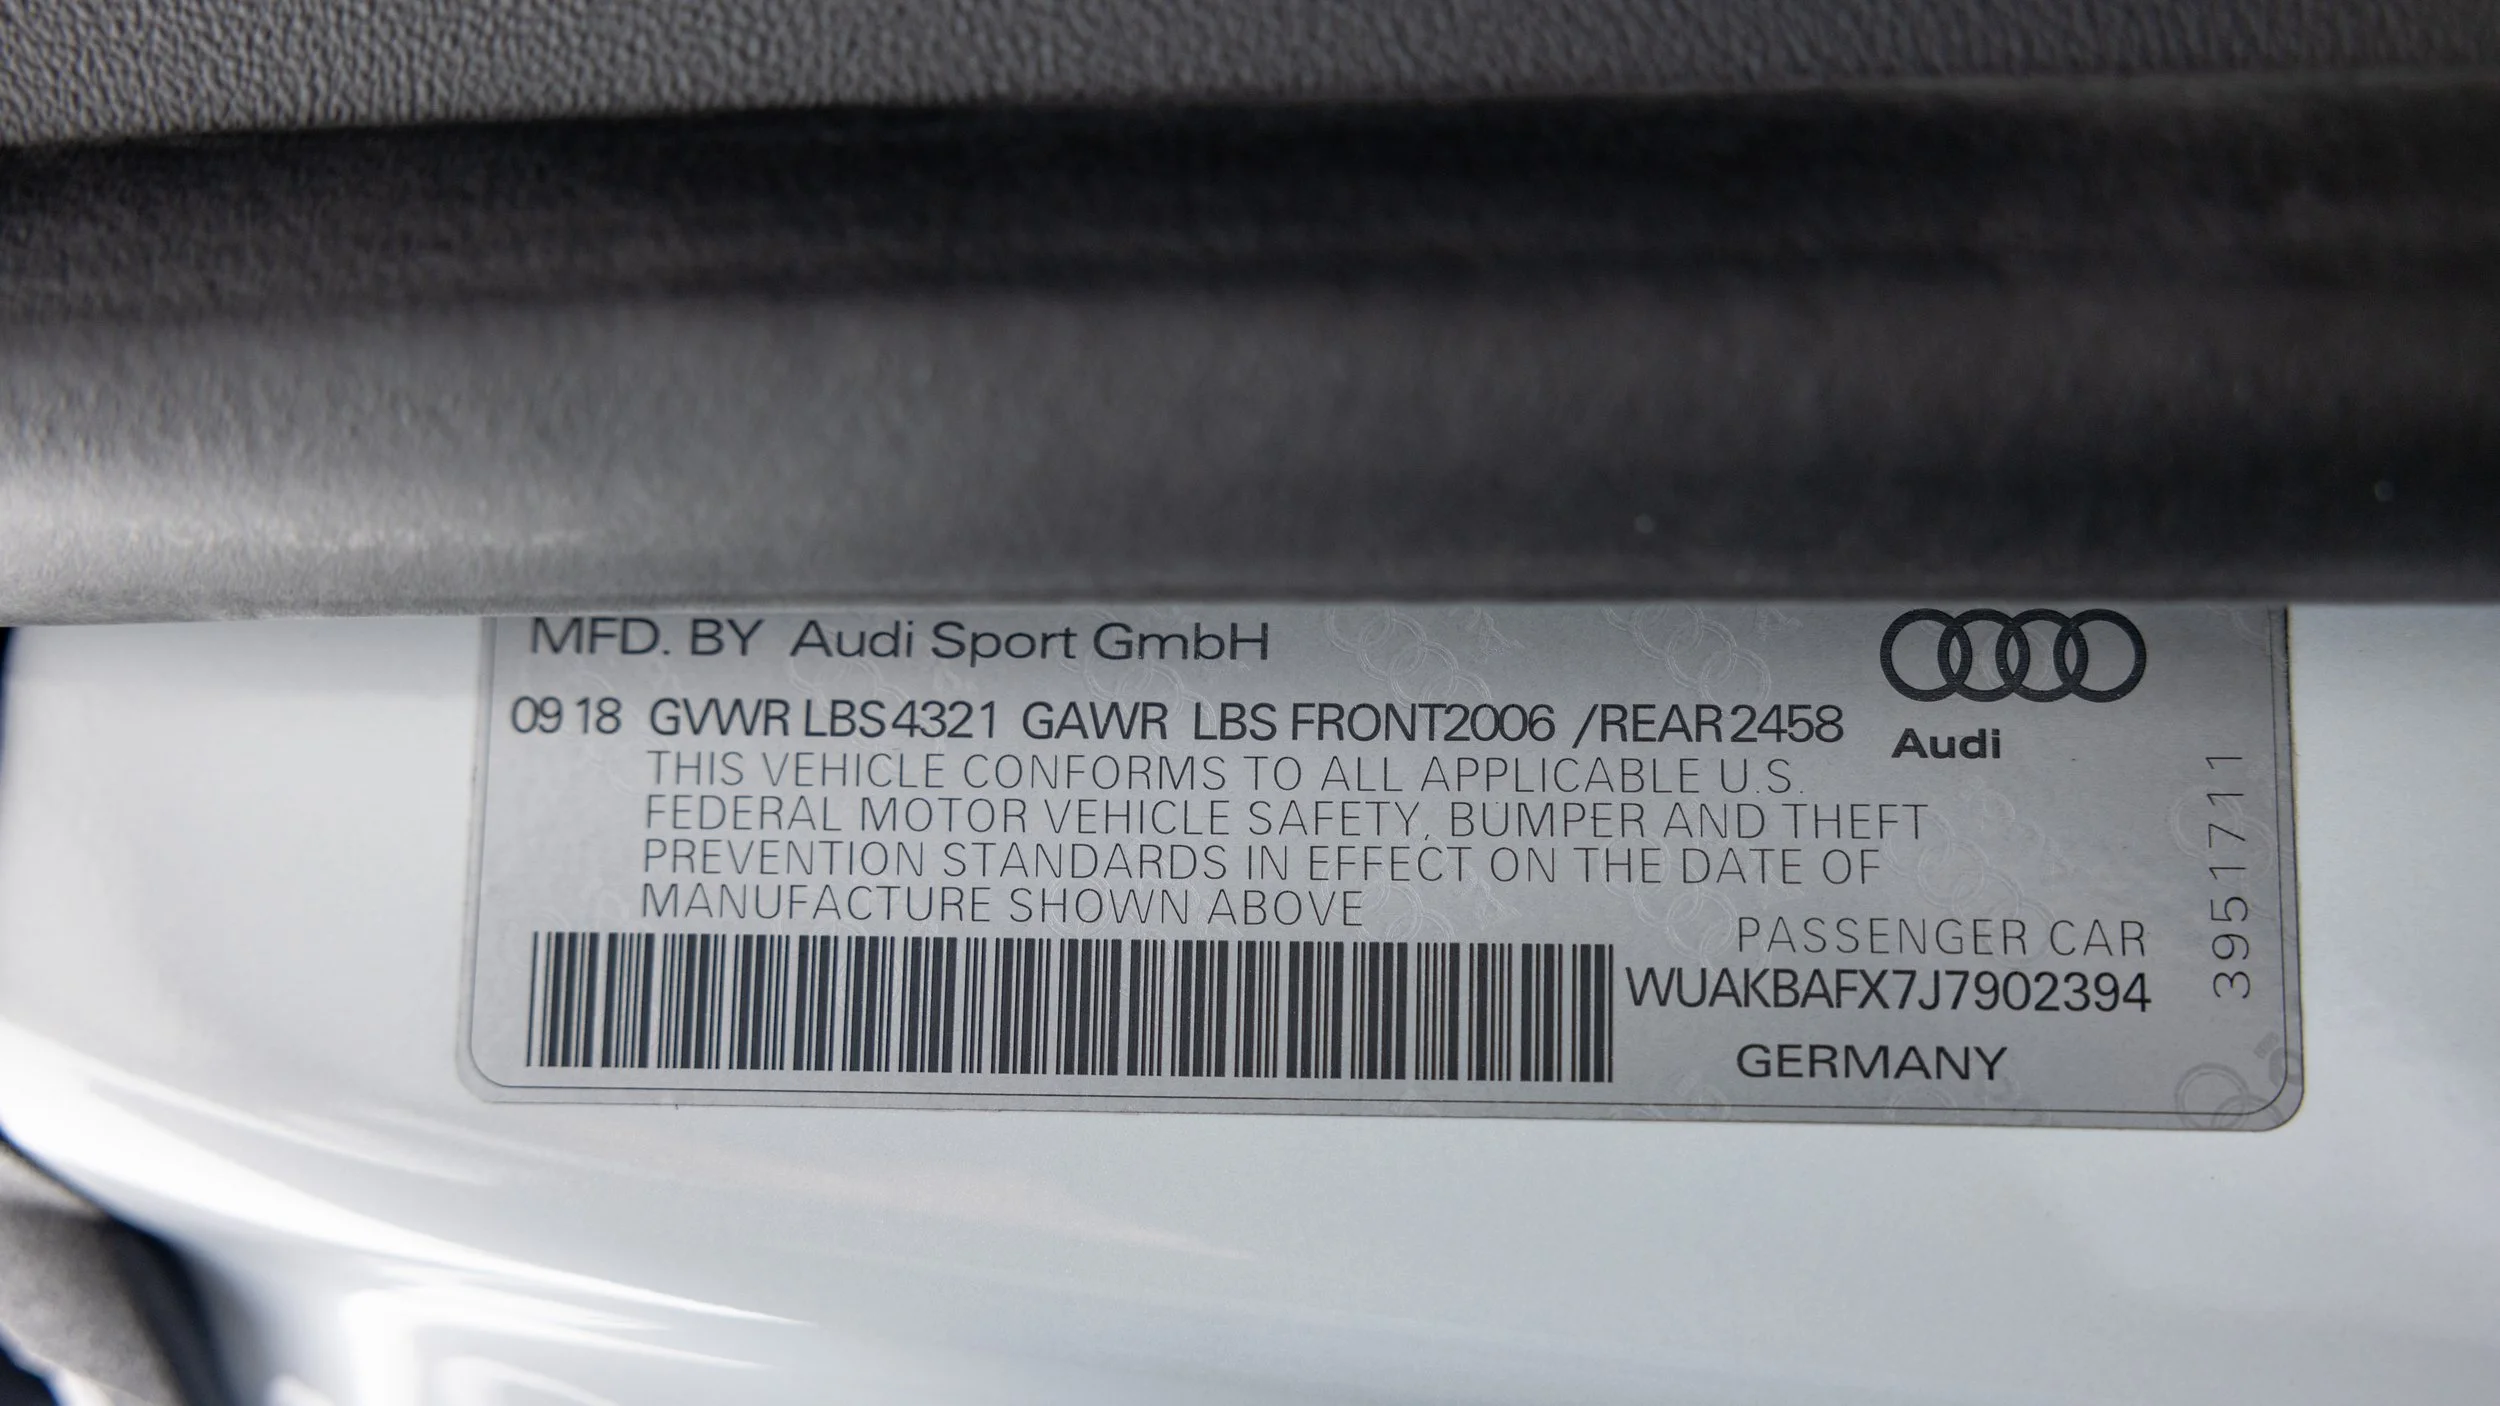 MFD. BY Audi Sport GmbH
09 18 GVWR LBS 4321 GAWR LBS FRONT 2006 /REAR 2458
Audi
THIS VEHICLE CONFORMS TO ALL APPLICABLE U.S.
FEDERAL MOTOR VEHICLE SAFETY, BUMPER AND THEFT
PREVENTION STANDARDS IN EFFECT ON THE DATE OF
MANUFACTURE SHOWN ABOVE
PASSENGER CAR
WUAKBAFX7J7902394
GERMANY
3951711